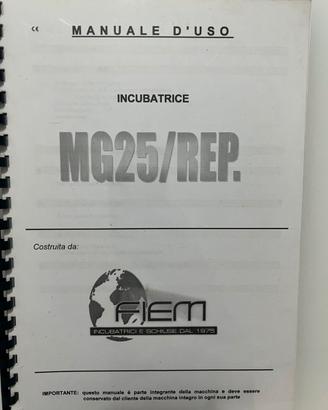 CE
MANUALE D'USO
INCUBATRICE
MG25/REP.
Costruita da:
FIEM
INCUBATRICI E SCHIUSE DAL 1975
IMPORTANTE: questo manuale è parte integrante della macchina e deve essere
conservato dal cliente della macchina integro in ogni sua parte